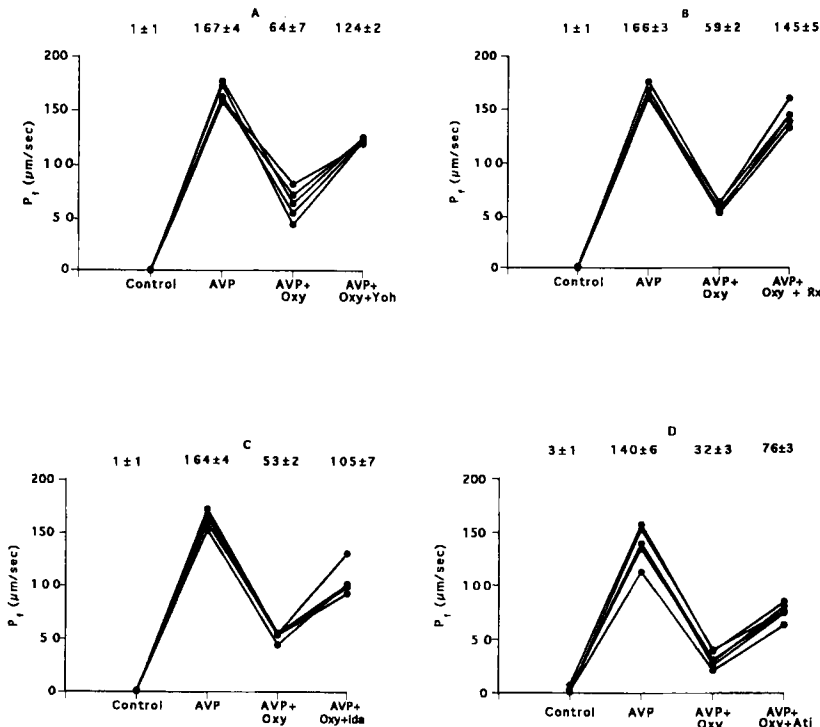 A
1±1 167±4 64±7 124±2
200
150
100
50
0
P f (µm/sec)
Control AVP AVP+ Oxy AVP+ Oxy+Yoh
B
1±1 166±3 59±2 145±5
200
150
100
50
0
P f (µm/sec)
Control AVP AVP+ Oxy AVP+ Oxy + Rx
C
1±1 164±4 53±2 105±7
200
150
100
50
0
P f (µm/sec)
Control AVP AVP+ Oxy AVP+ Oxy+Ida
D
3±1 140±6 32±3 76±3
200
150
100
50
0
P f (µm/sec)
Control AVP AVP+ Oxy AVP+ Oxy+Ati